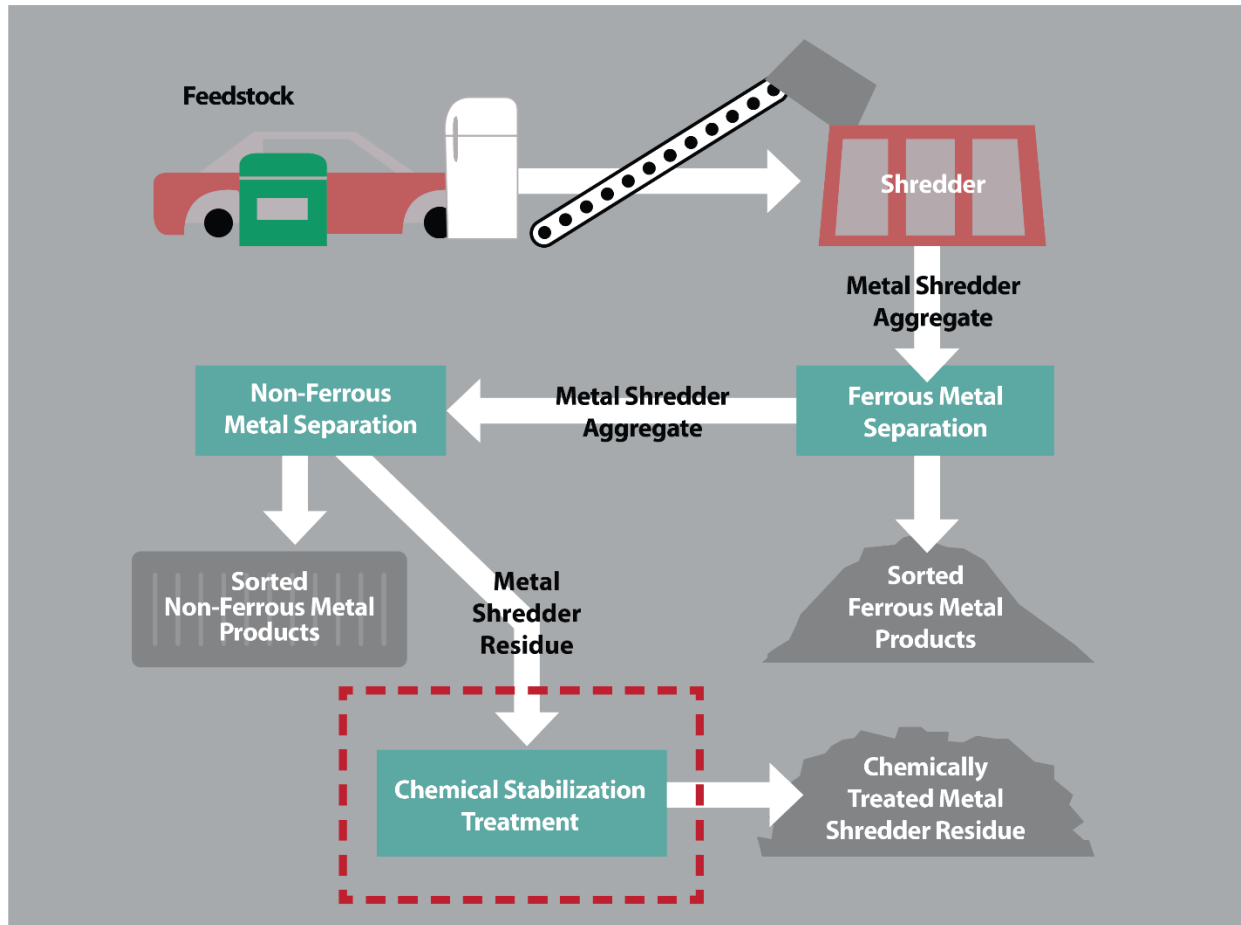 Feedstock
Shredder
Metal Shredder
Aggregate
Non-Ferrous
Metal Separation
Metal Shredder
Aggregate
Ferrous Metal
Separation
Sorted
Non-Ferrous Metal
Products
Metal
Shredder
Residue
Sorted
Ferrous Metal
Products
Chemical Stabilization
Treatment
Chemically
Treated Metal
Shredder Residue